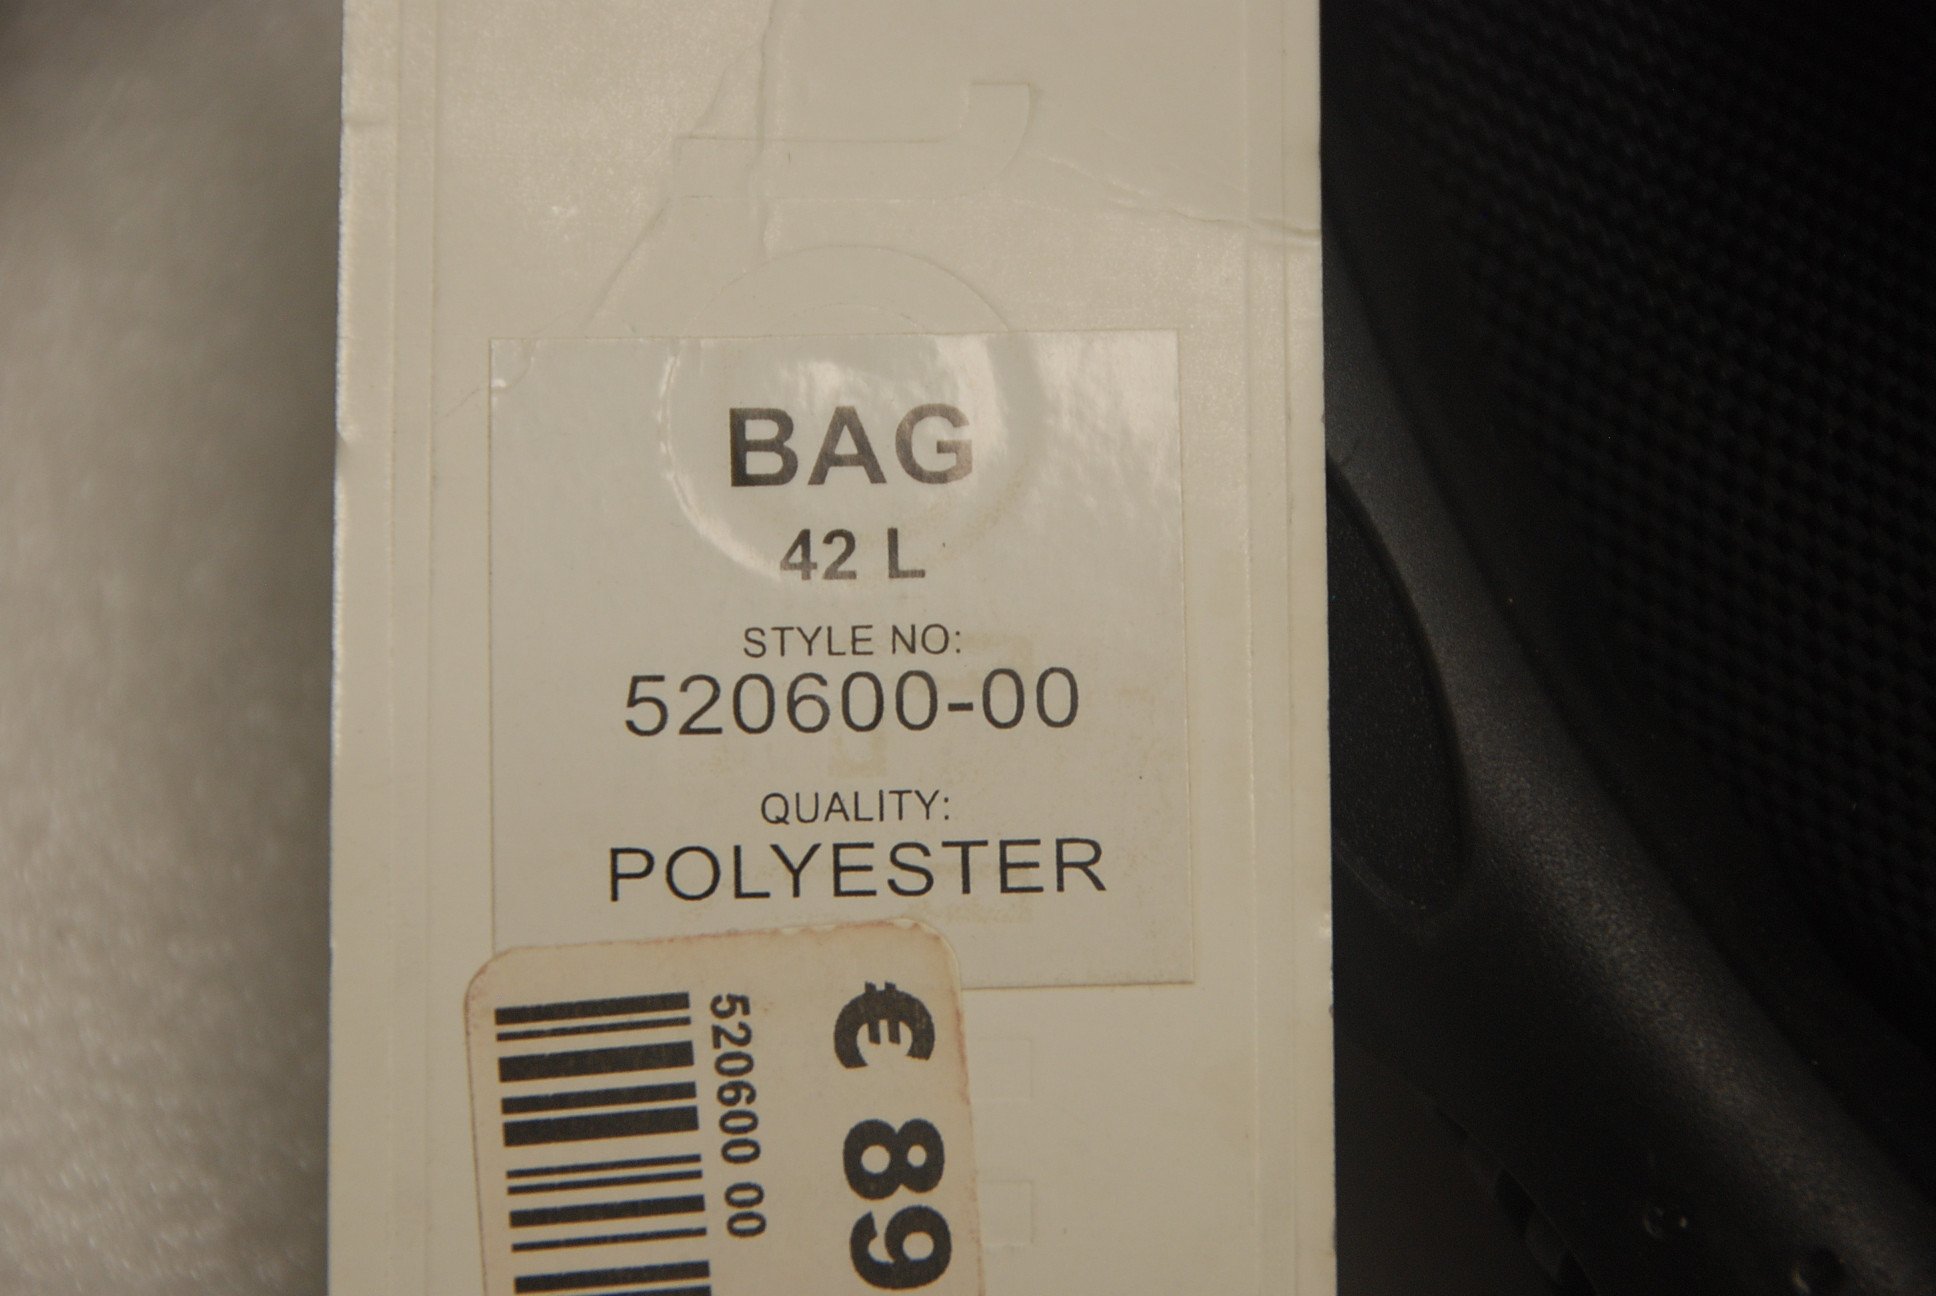 BAG
42 L
STYLE NO:
520600-00
QUALITY:
POLYESTER
€ 89
520600 00